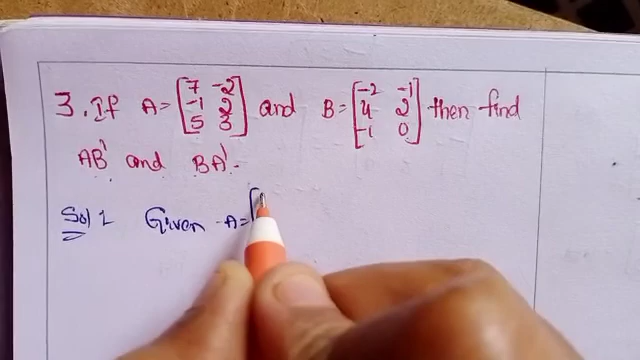 3. If A = [7 -2 -1 2 5 3] and B = [-2 -1 4 2 -1 0] then find
AB' and BA'.
Sol: Given A = [